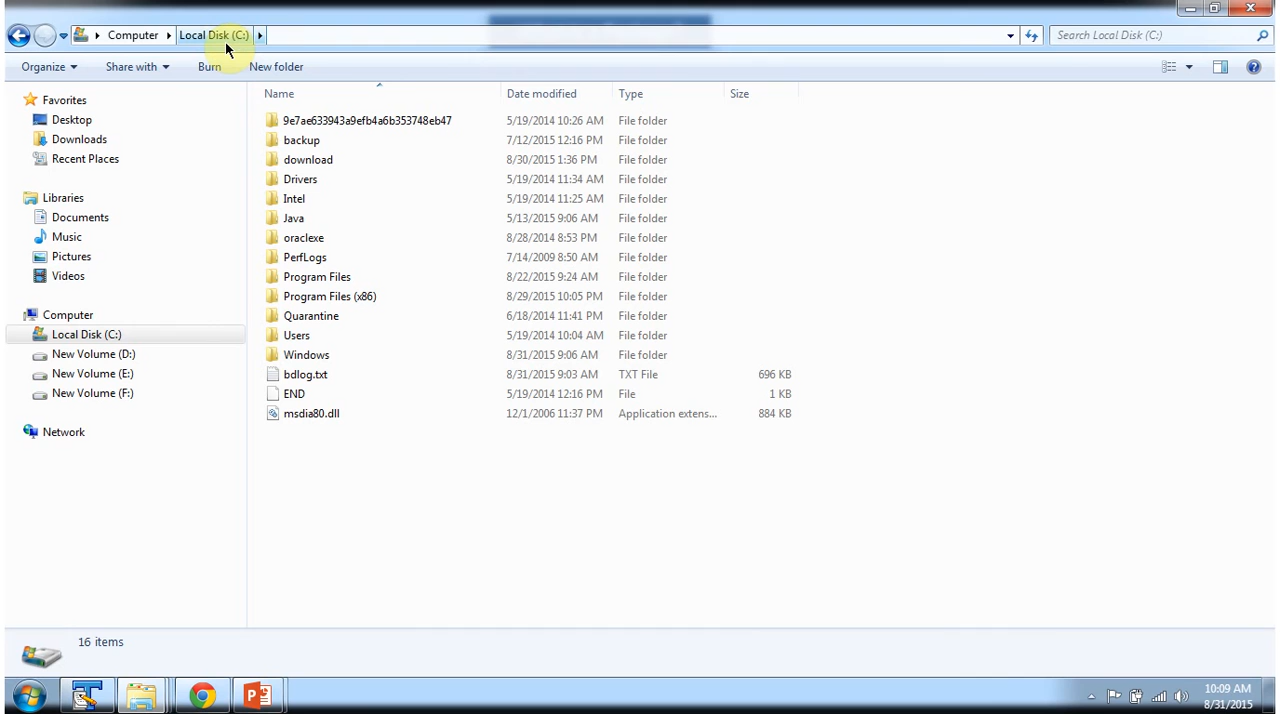 Computer Local Disk (C:) Search Local Disk (C:)
Organize Share with Burn New folder
Name Date modified Type Size
Favorites
Desktop
Downloads
Recent Places
Libraries
Documents
Music
Pictures
Videos
Computer
Local Disk (C:)
New Volume (D:)
New Volume (E:)
New Volume (F:)
Network
9e7ae633943a9efb4a6b353748eb47 5/19/2014 10:26 AM File folder
backup 7/12/2015 12:16 PM File folder
download 8/30/2015 1:36 PM File folder
Drivers 5/19/2014 11:34 AM File folder
Intel 5/19/2014 11:25 AM File folder
Java 5/13/2015 9:06 AM File folder
oraclexe 8/28/2014 8:53 PM File folder
PerfLogs 7/14/2009 8:50 AM File folder
Program Files 8/22/2015 9:24 AM File folder
Program Files (x86) 8/29/2015 10:05 PM File folder
Quarantine 6/18/2014 11:41 PM File folder
Users 5/19/2014 10:04 AM File folder
Windows 8/31/2015 9:06 AM File folder
bdlog.txt 8/31/2015 9:03 AM TXT File 696 KB
END 5/19/2014 12:16 PM File 1 KB
msdia80.dll 12/1/2006 11:37 PM Application extens... 884 KB
16 items
10:09 AM
8/31/2015